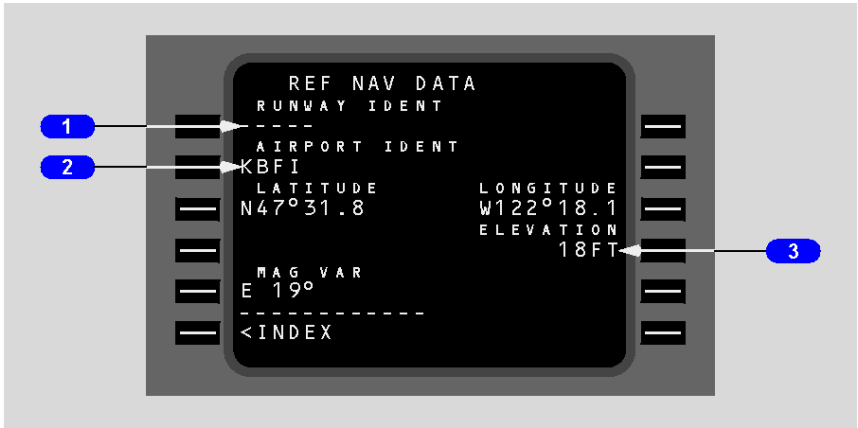 REF NAV DATA
RUNWAY IDENT
1
----
AIRPORT IDENT
2
KBFI
LATITUDE LONGITUDE
N47°31.8 W122°18.1
ELEVATION
18FT
3
MAG VAR
E 19°
------------
<INDEX